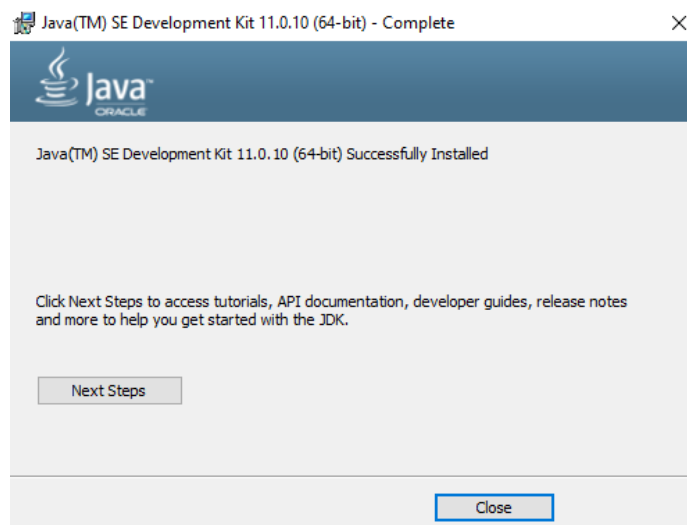 Java(TM) SE Development Kit 11.0.10 (64-bit) - Complete
Java™
ORACLE
Java(TM) SE Development Kit 11.0.10 (64-bit) Successfully Installed
Click Next Steps to access tutorials, API documentation, developer guides, release notes
and more to help you get started with the JDK.
Next Steps
Close